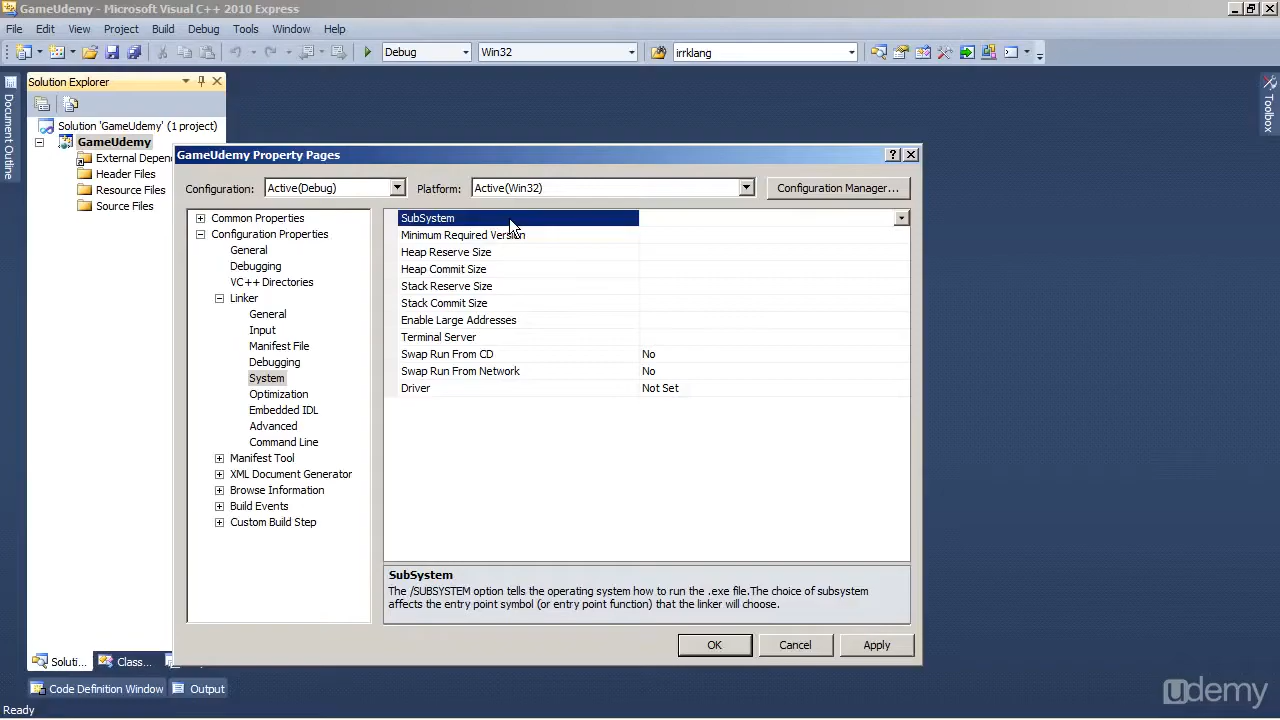 GameUdemy - Microsoft Visual C++ 2010 Express
File Edit View Project Build Debug Tools Window Help
Debug Win32 irrklang
Document Outline
Solution Explorer
Solution 'GameUdemy' (1 project)
GameUdemy
External Depen
Header Files
Resource Files
Source Files
Toolbox
GameUdemy Property Pages
Configuration: Active(Debug) Platform: Active(Win32) Configuration Manager...
Common Properties
Configuration Properties
General
Debugging
VC++ Directories
Linker
General
Input
Manifest File
Debugging
System
Optimization
Embedded IDL
Advanced
Command Line
Manifest Tool
XML Document Generator
Browse Information
Build Events
Custom Build Step
SubSystem
Minimum Required Version
Heap Reserve Size
Heap Commit Size
Stack Reserve Size
Stack Commit Size
Enable Large Addresses
Terminal Server
Swap Run From CD No
Swap Run From Network No
Driver Not Set
SubSystem
The /SUBSYSTEM option tells the operating system how to run the .exe file.The choice of subsystem
affects the entry point symbol (or entry point function) that the linker will choose.
OK Cancel Apply
Soluti... Class...
Code Definition Window Output
Ready
udemy